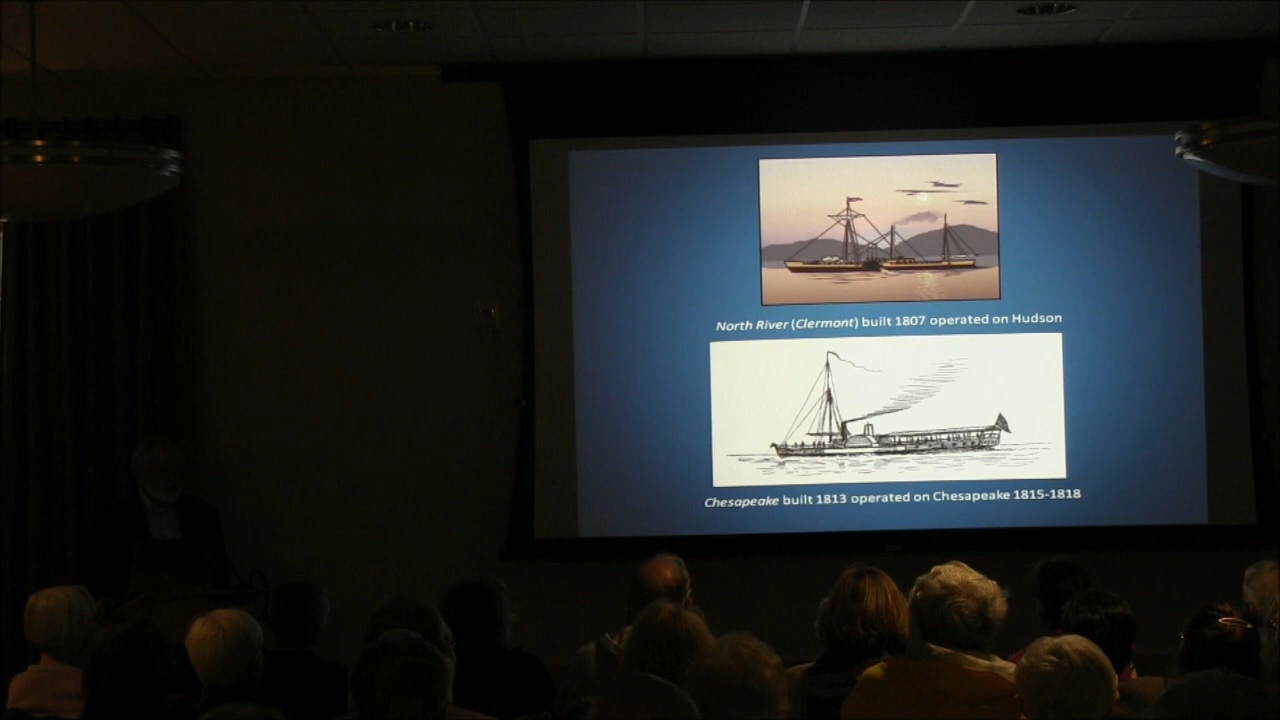 North River (Clermont) built 1807 operated on Hudson
Chesapeake built 1813 operated on Chesapeake 1815-1818